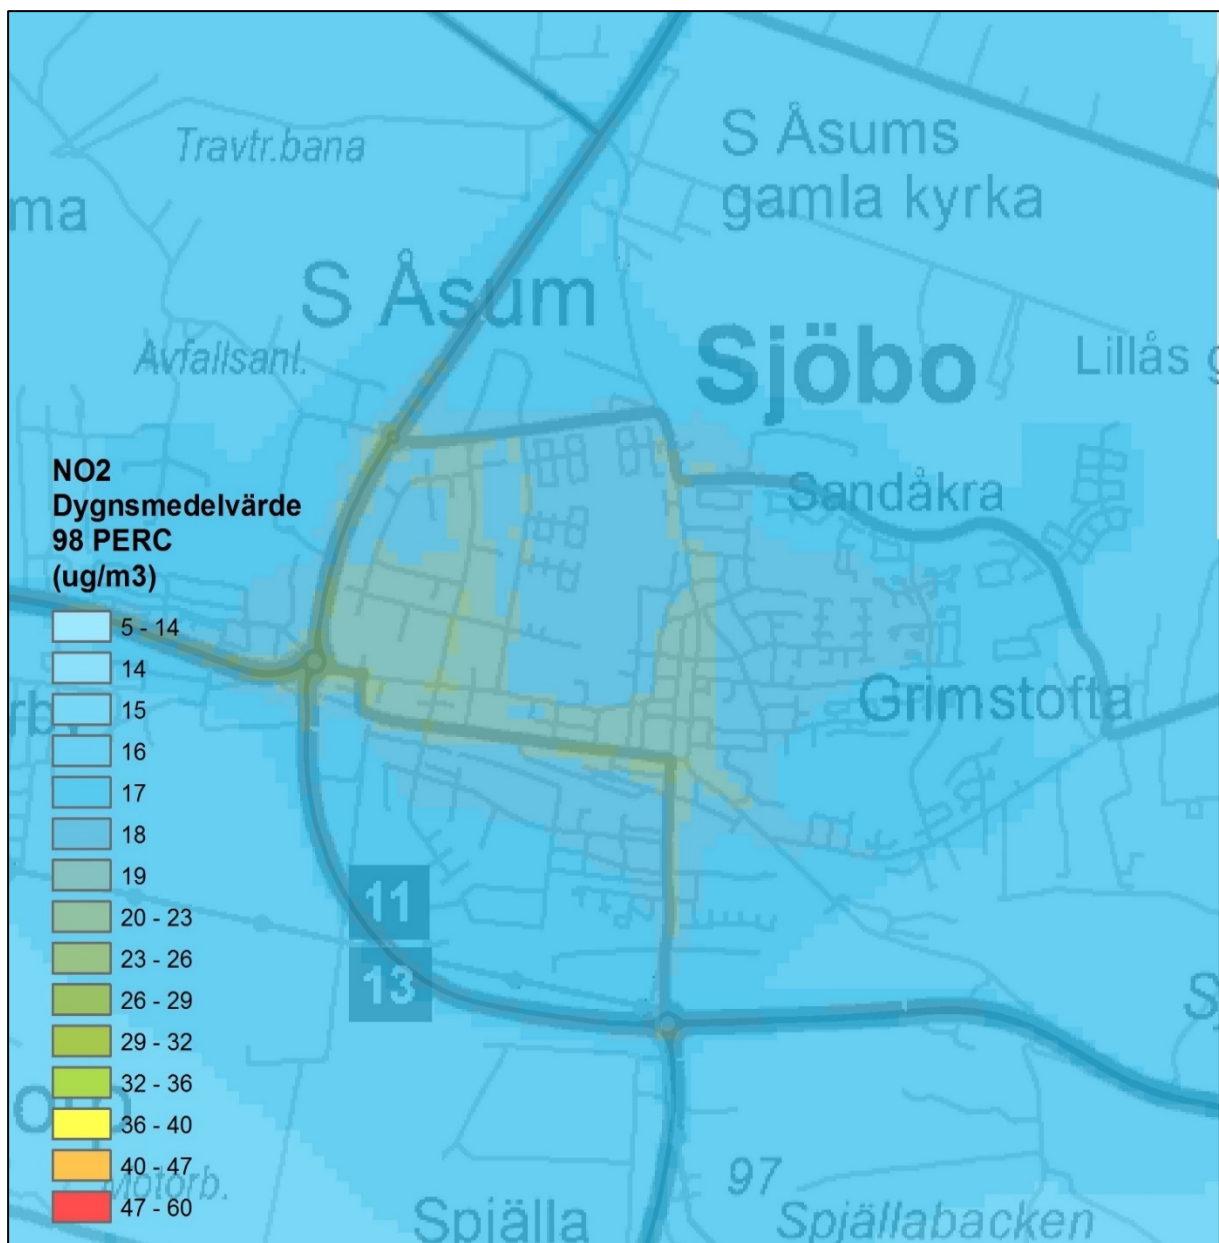 Travtr.bana
S Åsums
gamla kyrka
ma
S Åsum
Sjöbo
Avfallsanl.
Lillås g
NO2
Dygnsmedelvärde
98 PERC
(ug/m3)
Sandåkra
5 - 14
14
15
16
17
18
19
20 - 23
23 - 26
26 - 29
29 - 32
32 - 36
36 - 40
40 - 47
47 - 60
Grimstofta
11
13
Motorb.
97
Spjälla
Spjällabacken